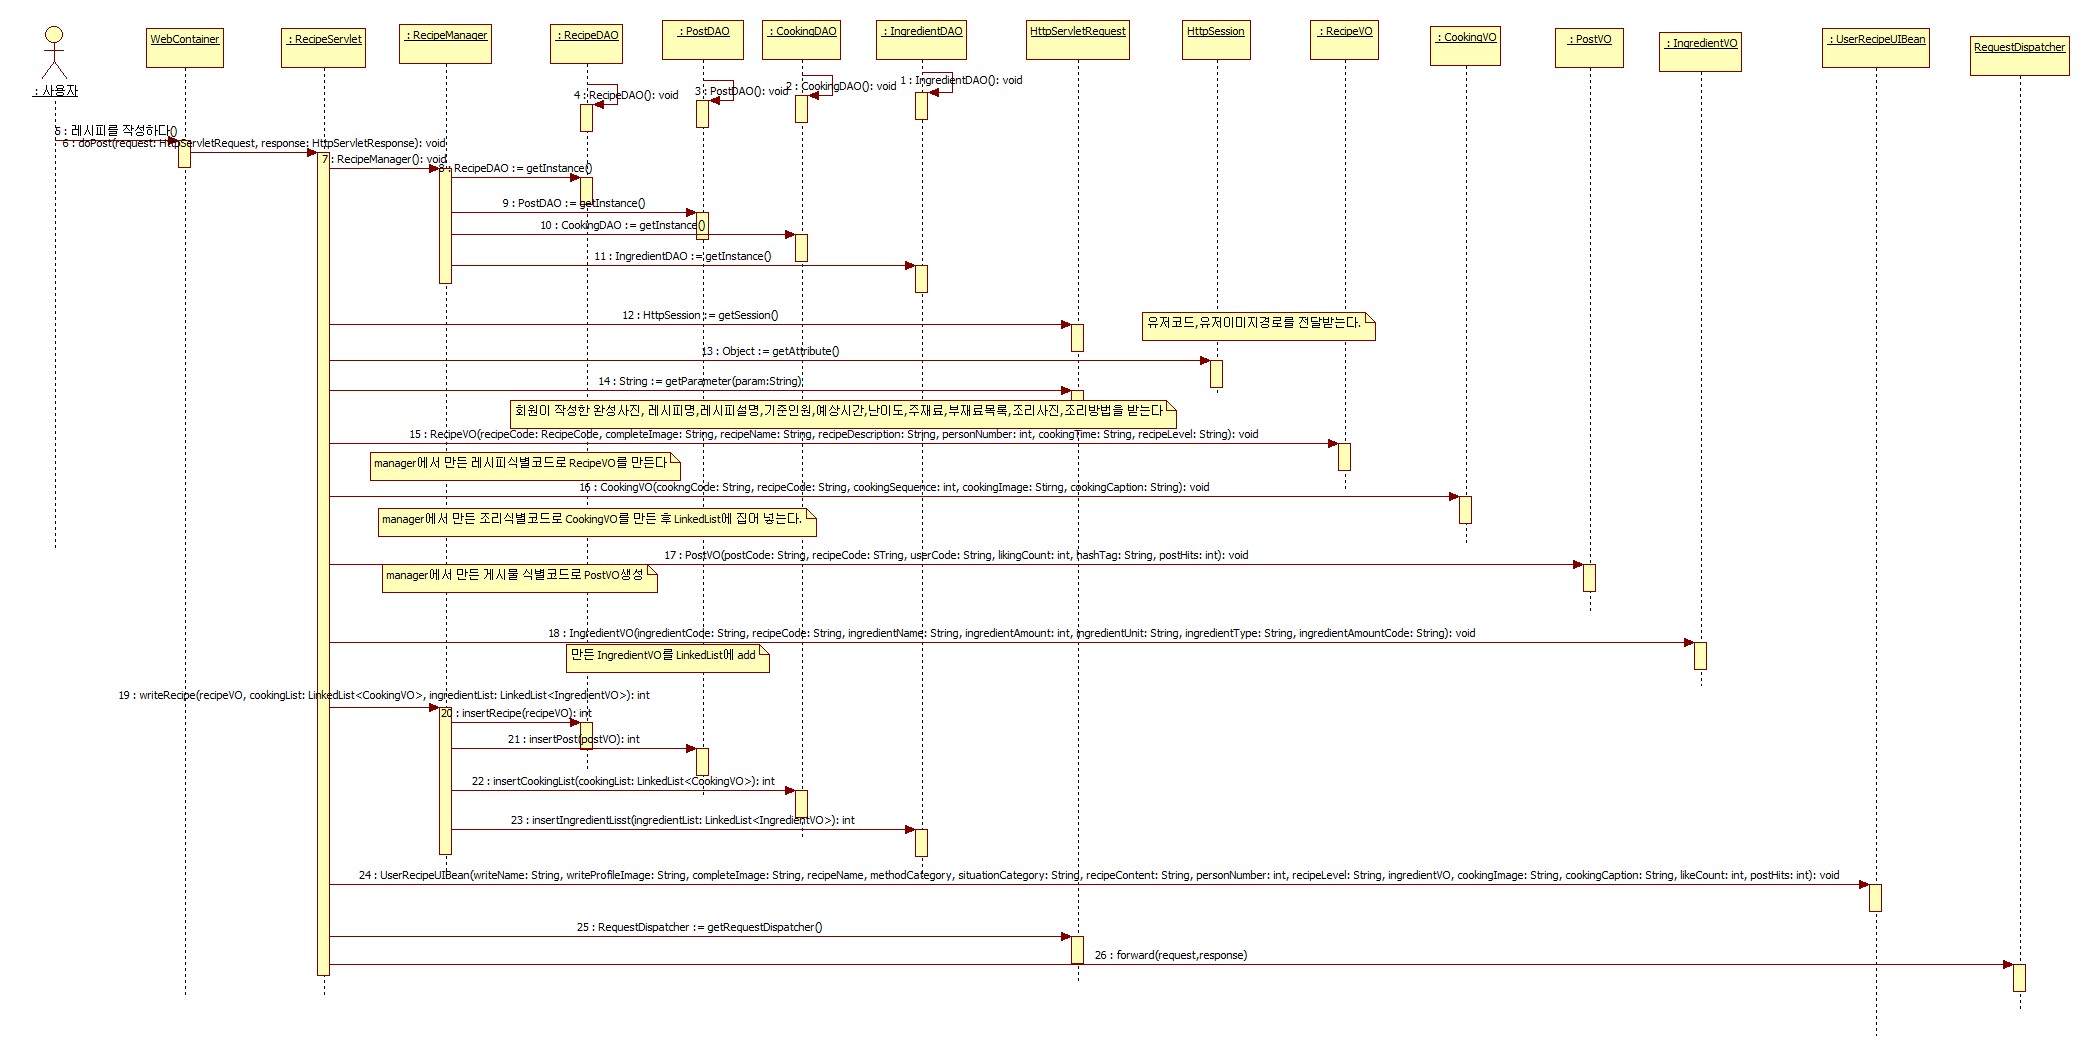 WebContainer
: RecipeServlet
: RecipeManager
: RecipeDAO
: PostDAO
: CookingDAO
: IngredientDAO
HttpServletRequest
HttpSession
: RecipeVO
: CookingVO
: PostVO
: IngredientVO
: UserRecipeUIBean
RequestDispatcher
: 사용자
1 : IngredientDAO(): void
2 : CookingDAO(): void
3 : PostDAO(): void
4 : RecipeDAO(): void
5 : 레시피를 작성하다()
6 : doPost(request: HttpServletRequest, response: HttpServletResponse): void
7 : RecipeManager(): void
8 : RecipeDAO := getInstance()
9 : PostDAO := getInstance()
10 : CookingDAO := getInstance()
11 : IngredientDAO := getInstance()
12 : HttpSession := getSession()
유저코드,유저이미지경로를 전달받는다.
13 : Object := getAttribute()
14 : String := getParameter(param:String)
회원이 작성한 완성사진, 레시피명,레시피설명,기준인원,예상시간,난이도,주재료,부재료목록,조리사진,조리방법을 받는다
15 : RecipeVO(recipeCode: RecipeCode, completeImage: String, recipeName: String, recipeDescription: String, personNumber: int, cookingTime: String, recipeLevel: String): void
manager에서 만든 레시피식별코드로 RecipeVO를 만든다
16 : CookingVO(cookngCode: String, recipeCode: String, cookingSequence: int, cookingImage: Stirng, cookingCaption: String): void
manager에서 만든 조리식별코드로 CookingVO를 만든 후 LinkedList에 집어 넣는다.
17 : PostVO(postCode: String, recipeCode: STring, userCode: String, likingCount: int, hashTag: String, postHits: int): void
manager에서 만든 게시물 식별코드로 PostVO생성
18 : IngredientVO(ingredientCode: String, recipeCode: String, ingredientName: String, ingredientAmount: int, ingredientUnit: String, ingredientType: String, ingredientAmountCode: String): void
만든 IngredientVO를 LinkedList에 add
19 : writeRecipe(recipeVO, cookingList: LinkedList<CookingVO>, ingredientList: LinkedList<IngredientVO>): int
20 : insertRecipe(recipeVO): int
21 : insertPost(postVO): int
22 : insertCookingList(cookingList: LinkedList<CookingVO>): int
23 : insertIngredientLisst(ingredientList: LinkedList<IngredientVO>): int
24 : UserRecipeUIBean(writeName: String, writeProfileImage: String, completeImage: String, recipeName, methodCategory, situationCategory: String, recipeContent: String, personNumber: int, recipeLevel: String, ingredientVO, cookingImage: String, cookingCaption: String, likeCount: int, postHits: int): void
25 : RequestDispatcher := getRequestDispatcher()
26 : forward(request,response)